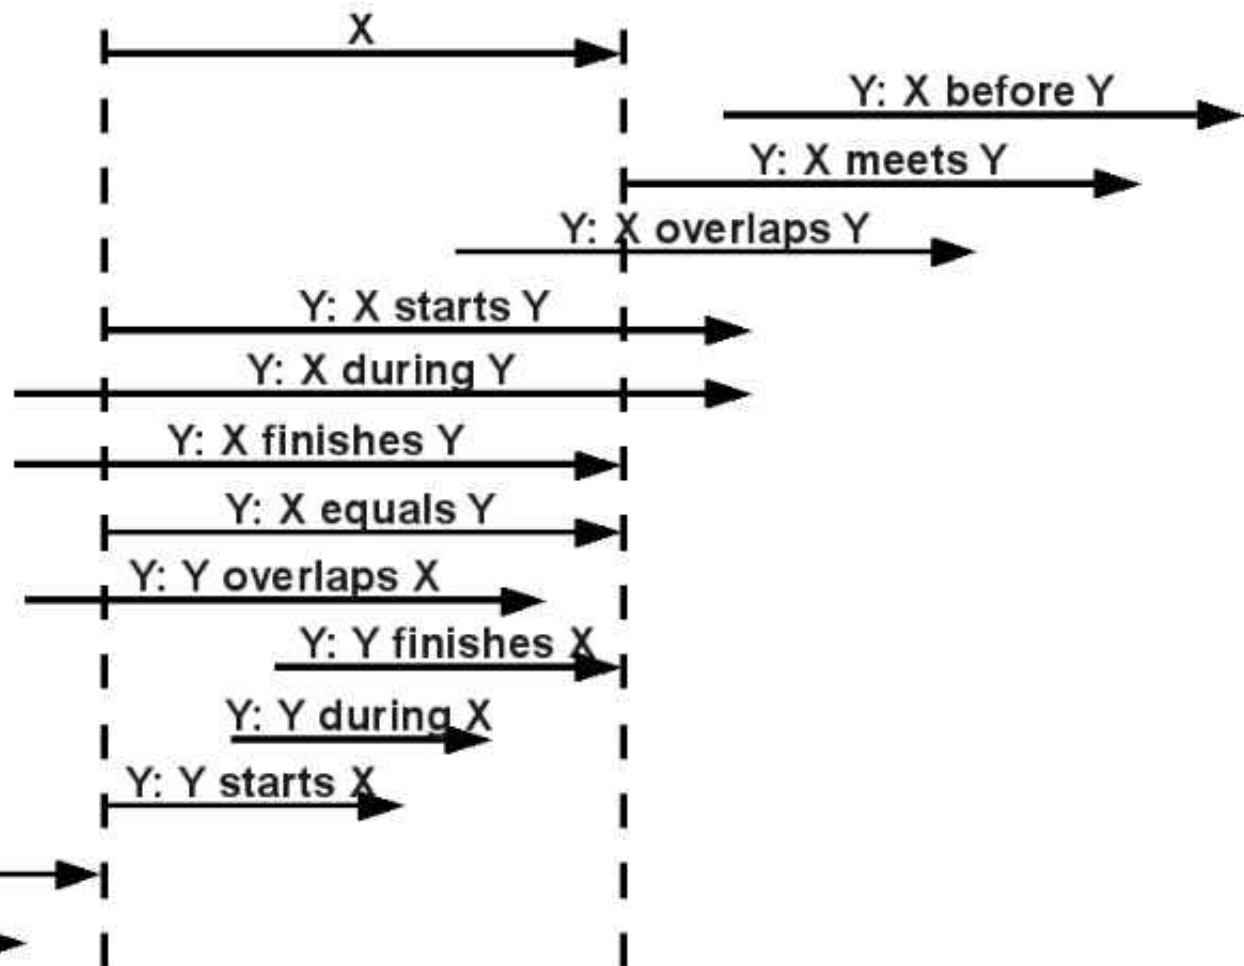 X
Y: X before Y
Y: X meets Y
Y: X overlaps Y
Y: X starts Y
Y: X during Y
Y: X finishes Y
Y: X equals Y
Y: Y overlaps X
Y: Y finishes X
Y: Y during X
Y: Y starts X